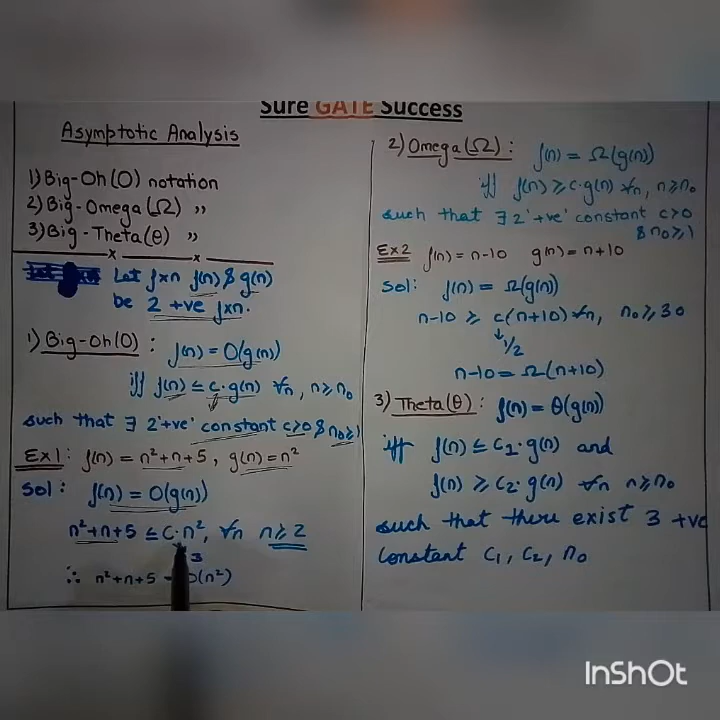 Sure GATE Success
Asymptotic Analysis
1) Big-Oh(O) notation
2) Big-Omega(Ω) ,,
3) Big-Theta(θ) ,,
Let fxn f(n) & g(n)
be 2 +ve fxn.
1) Big-Oh(O) : f(n) = O(g(n))
iff f(n) ≤ c·g(n) ∀n, n≥n₀
such that ∃ 2 '+ve' constant c>0 & n₀≥1
Ex1: f(n) = n²+n+5, g(n)=n²
Sol: f(n) = O(g(n))
n²+n+5 ≤ c·n², ∀n n≥2
3
∴ n²+n+5 = O(n²)
2) Omega(Ω) : f(n) = Ω(g(n))
iff f(n) ≥ c·g(n) ∀n, n≥n₀
such that ∃ 2 '+ve' constant c>0
& n₀≥1
Ex2 f(n) = n-10 g(n) = n+10
Sol: f(n) = Ω(g(n))
n-10 ≥ c(n+10) ∀n, n₀≥30
↓ 1/2
n-10 = Ω(n+10)
3) Theta(θ) : f(n) = θ(g(n))
iff f(n) ≤ C₁·g(n) and
f(n) ≥ C₂·g(n) ∀n n≥n₀
such that there exist 3 +ve
constant C₁, C₂, n₀
InShOt